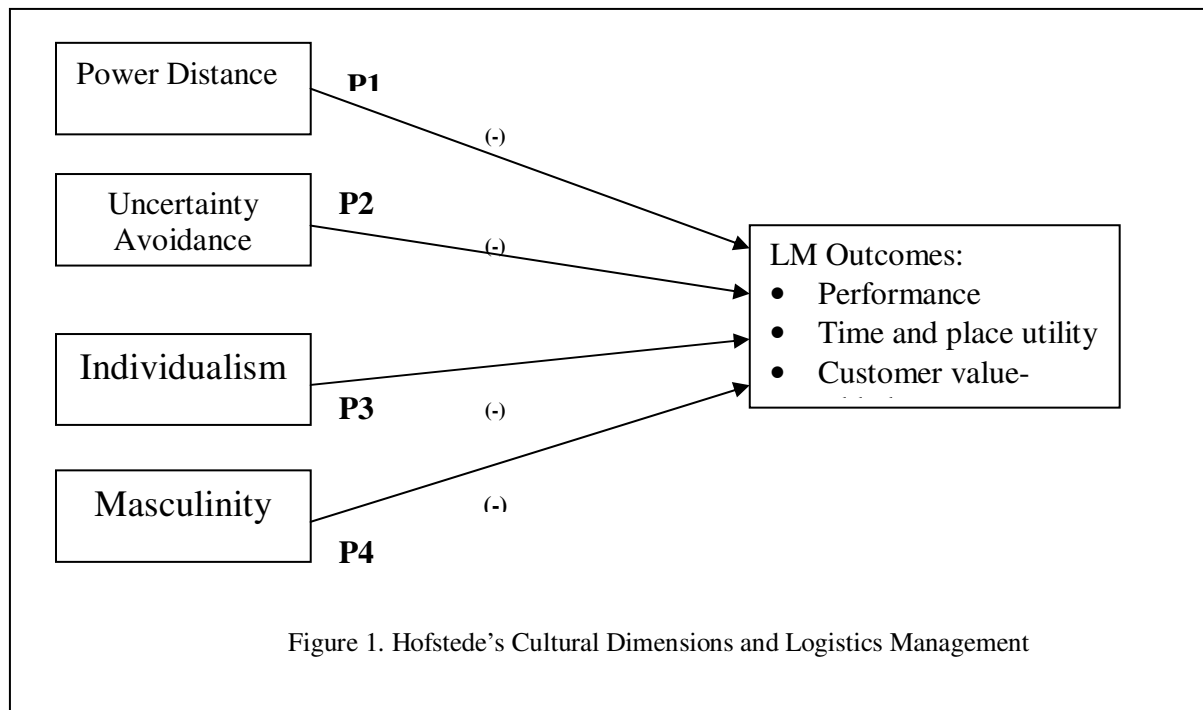 Power Distance
P1
(-)
Uncertainty
Avoidance
P2
(-)
LM Outcomes:
• Performance
• Time and place utility
• Customer value-
Individualism
P3
(-)
Masculinity
(-)
P4
Figure 1. Hofstede’s Cultural Dimensions and Logistics Management